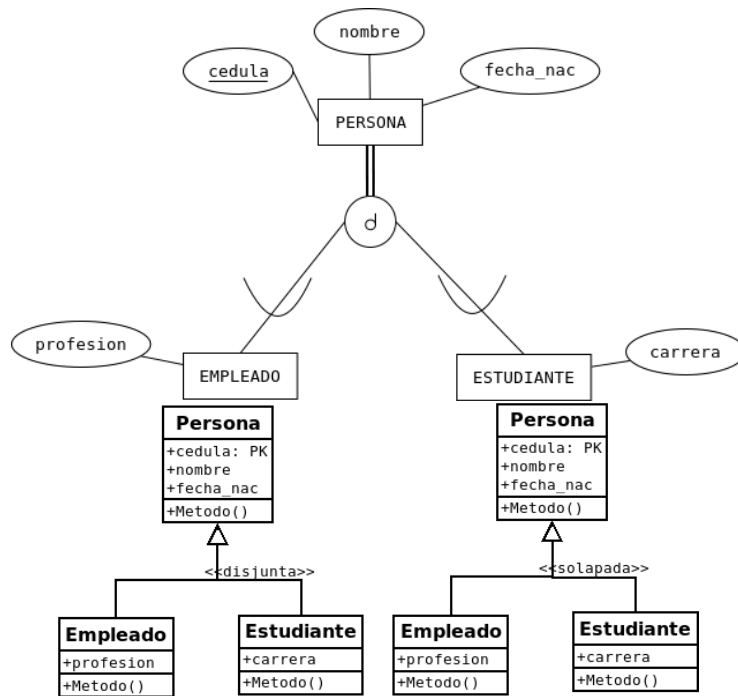 nombre
cedula
fecha_nac
PERSONA
d
profesion
carrera
EMPLEADO
ESTUDIANTE
Persona
+cedula: PK
+nombre
+fecha_nac
+Metodo()
<<disjunta>>
Empleado
+profesion
+Metodo()
Estudiante
+carrera
+Metodo()
Persona
+cedula: PK
+nombre
+fecha_nac
+Metodo()
<<solapada>>
Empleado
+profesion
+Metodo()
Estudiante
+carrera
+Metodo()